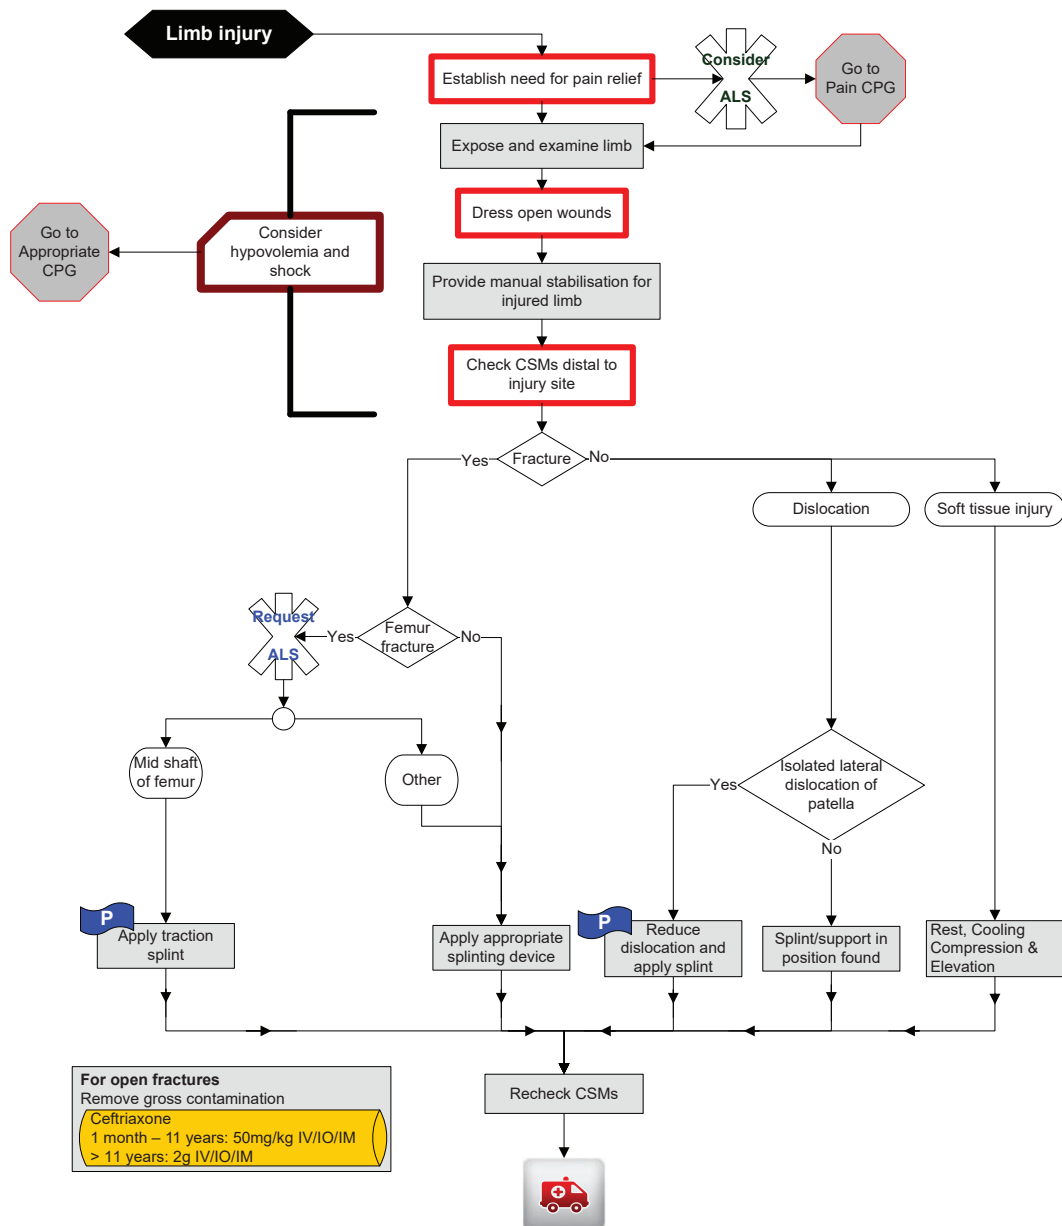 Limb injury
Establish need for pain relief
Consider
ALS
Go to
Pain CPG
Expose and examine limb
Dress open wounds
Go to
Appropriate
CPG
Consider
hypovolemia and
shock
Provide manual stabilisation for
injured limb
Check CSMs distal to
injury site
Yes
Fracture
No
Dislocation
Soft tissue injury
Request
ALS
Yes
Femur
fracture
No
Mid shaft
of femur
Other
Yes
Isolated lateral
dislocation of
patella
No
P
Apply traction
splint
Apply appropriate
splinting device
P
Reduce
dislocation and
apply splint
Splint/support in
position found
Rest, Cooling
Compression &
Elevation
For open fractures
Remove gross contamination
Ceftriaxone
1 month – 11 years: 50mg/kg IV/IO/IM
> 11 years: 2g IV/IO/IM
Recheck CSMs